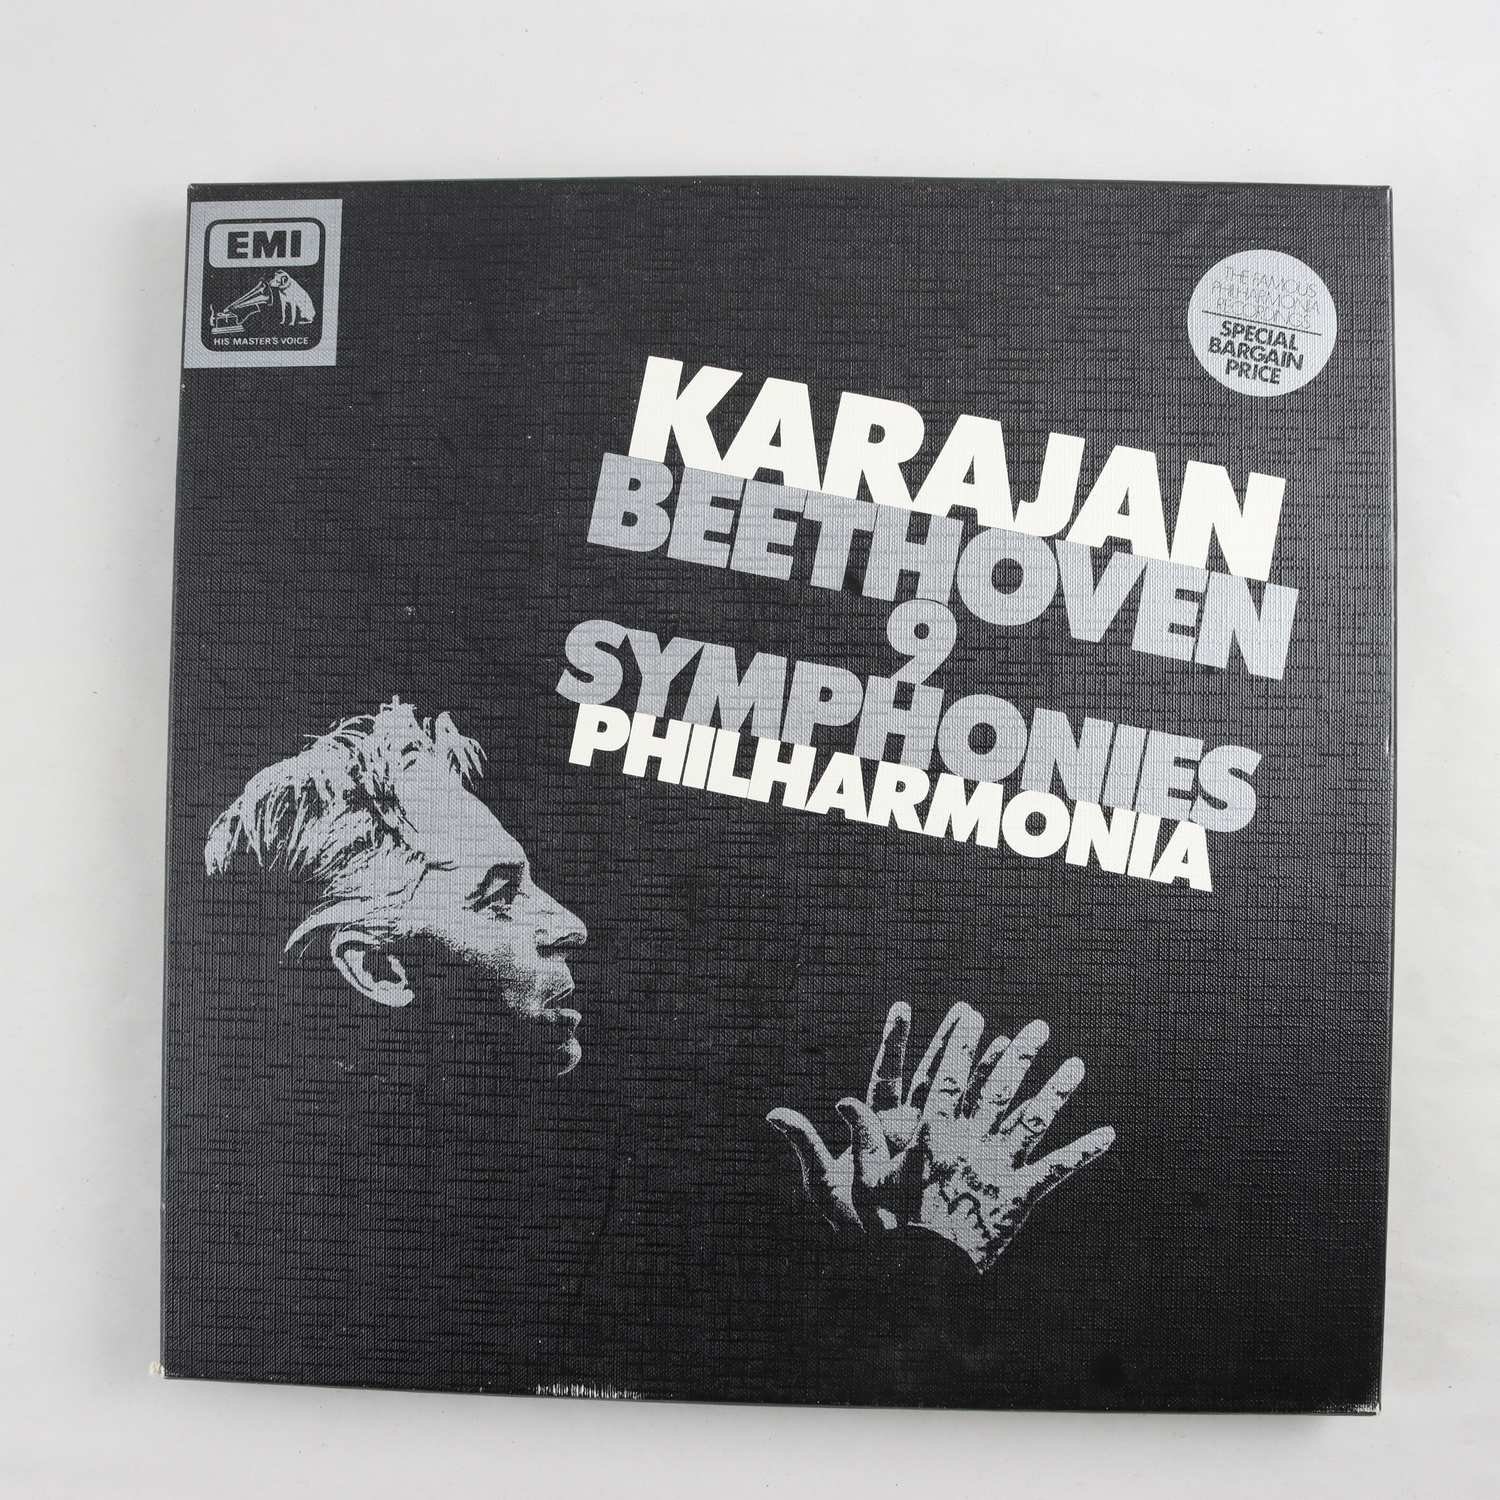 EMI
HIS MASTER'S VOICE
THE FAMOUS
PHILHARMONIA
RECORDINGS
SPECIAL
BARGAIN
PRICE
KARAJAN
BEETHOVEN
9
SYMPHONIES
PHILHARMONIA